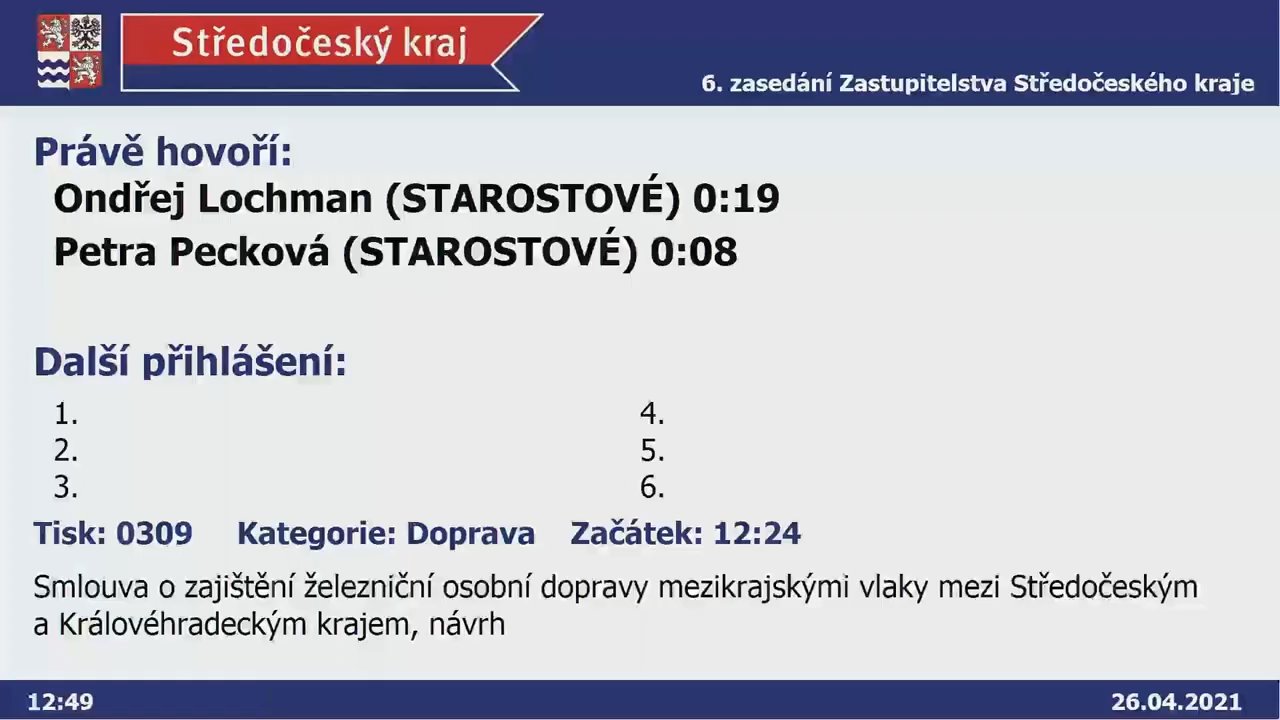 Středočeský kraj
6. zasedání Zastupitelstva Středočeského kraje
Právě hovoří:
Ondřej Lochman (STAROSTOVÉ) 0:19
Petra Pecková (STAROSTOVÉ) 0:08
Další přihlášení:
1. 4.
2. 5.
3. 6.
Tisk: 0309 Kategorie: Doprava Začátek: 12:24
Smlouva o zajištění železniční osobní dopravy mezikrajskými vlaky mezi Středočeským
a Královéhradeckým krajem, návrh
12:49 26.04.2021